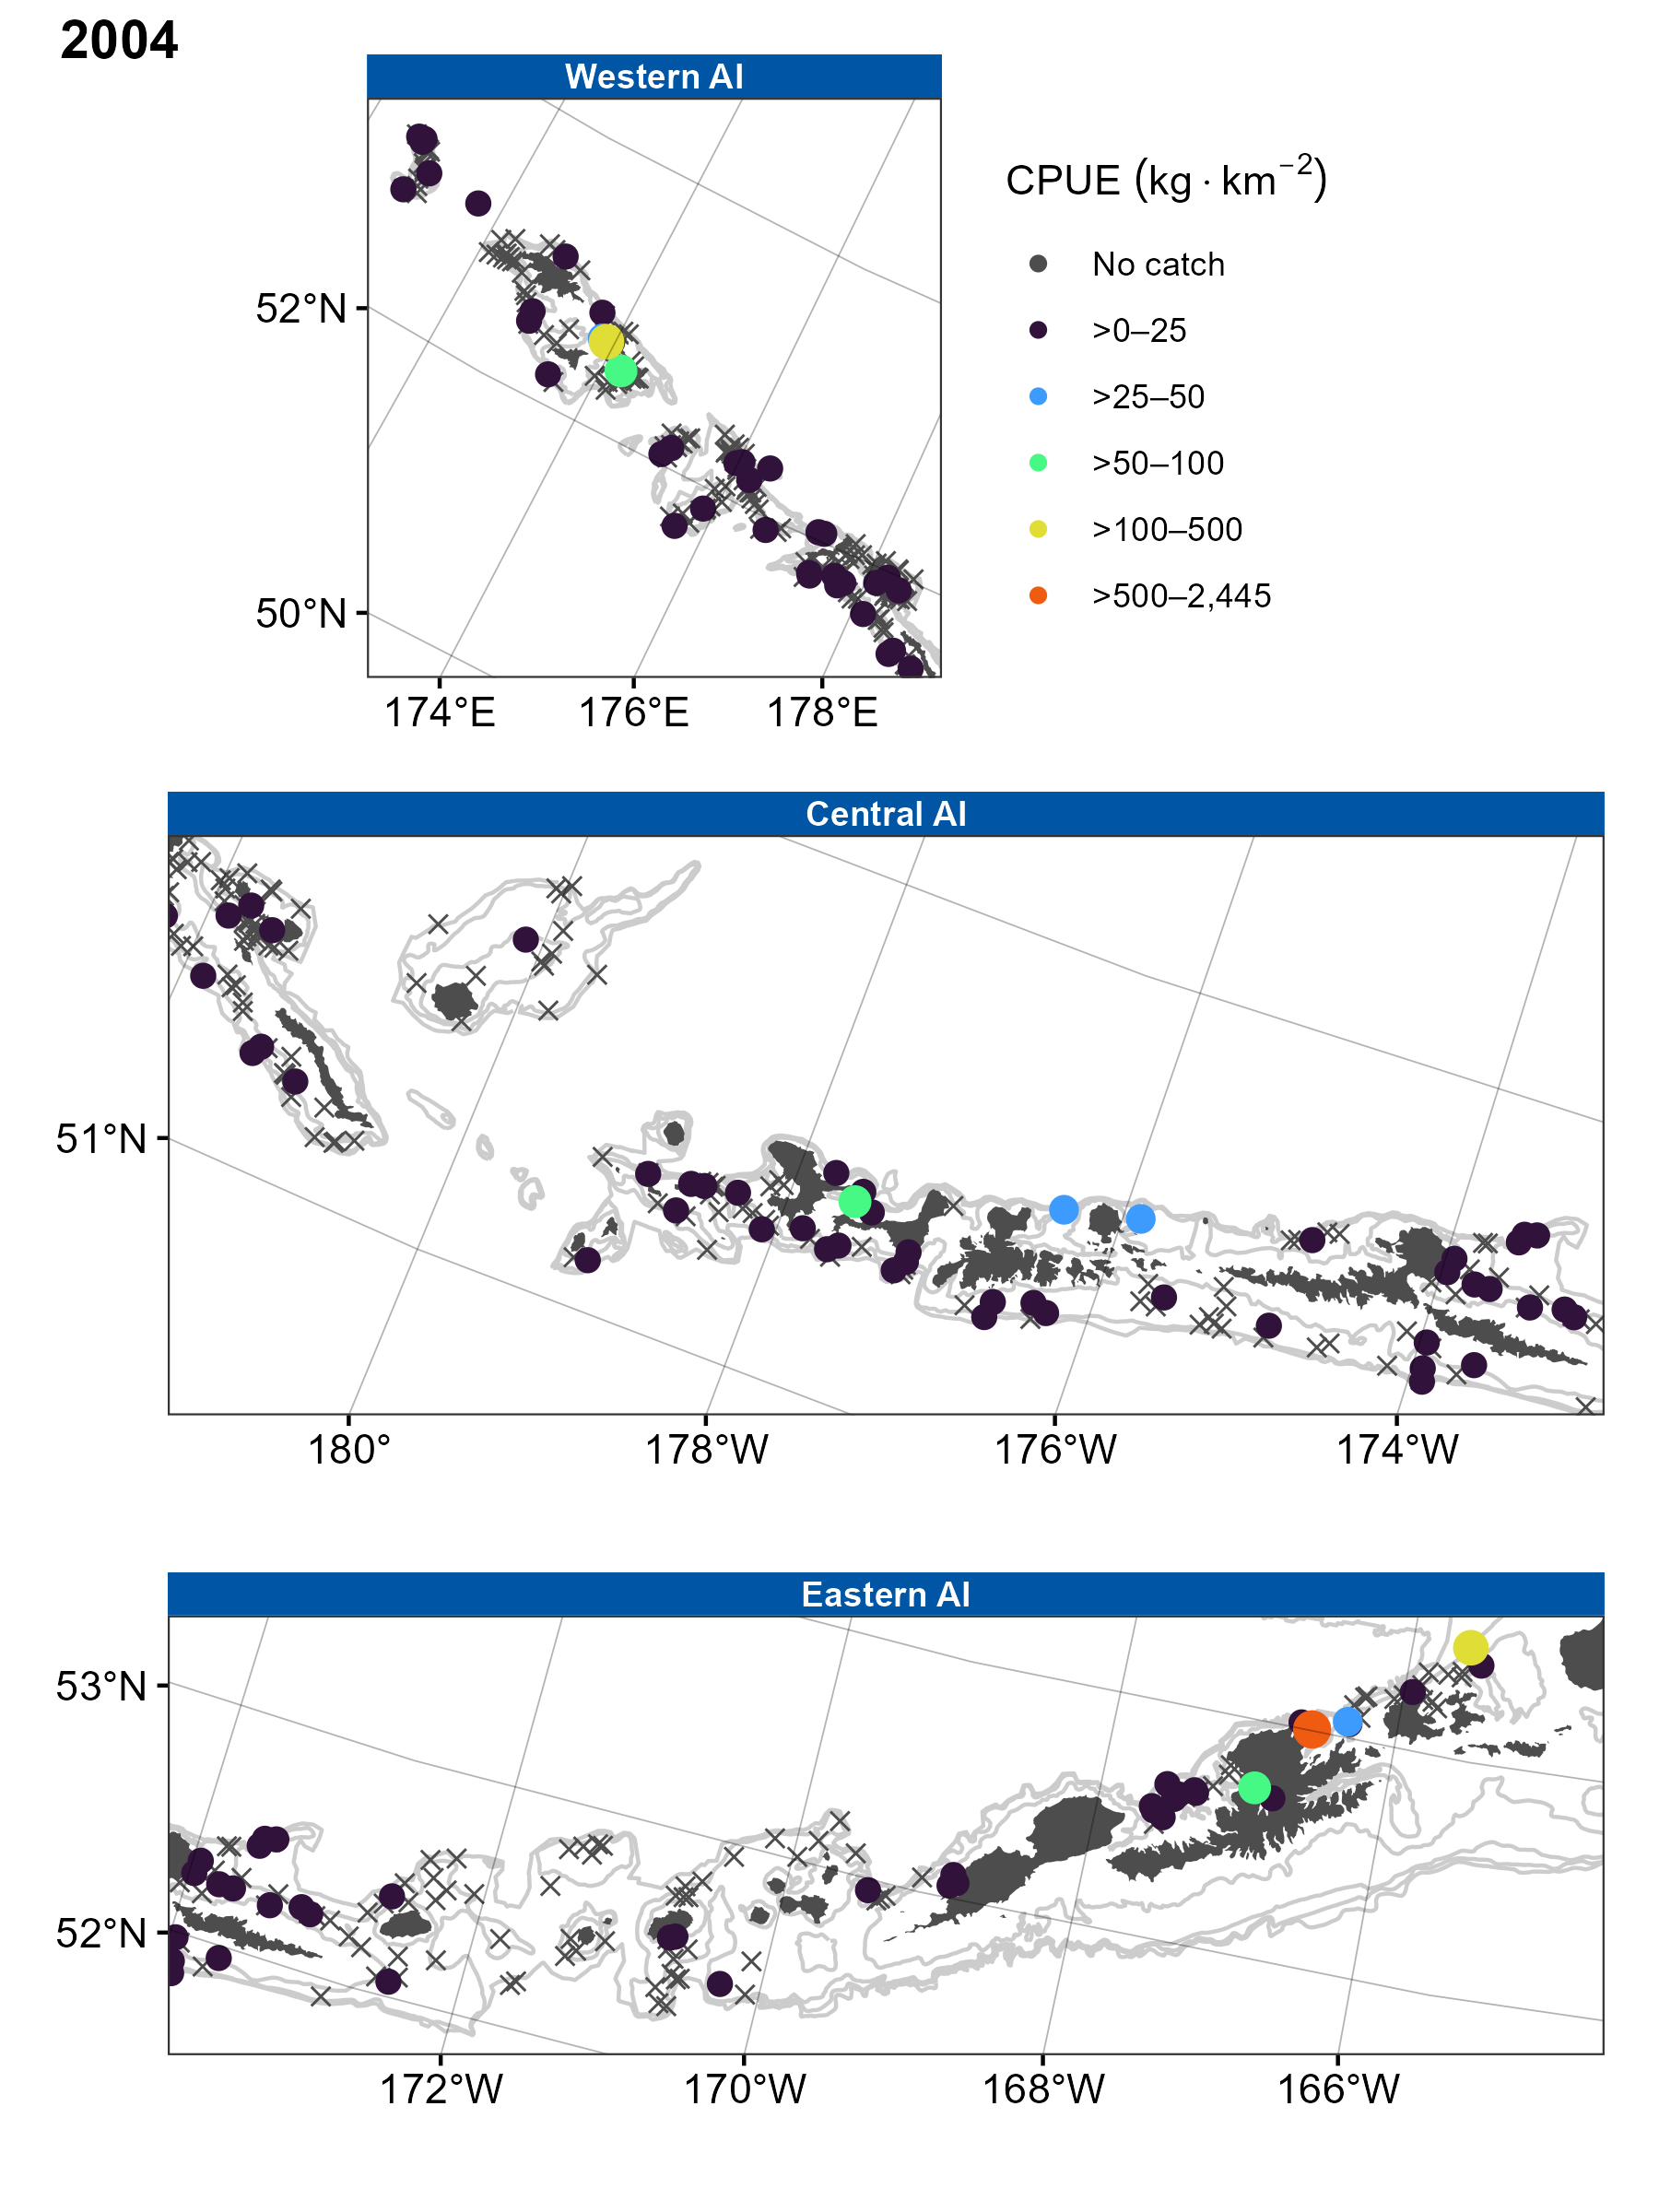 2004
Western AI
52°N
50°N
174°E 176°E 178°E
CPUE (kg · km⁻²)
No catch
>0–25
>25–50
>50–100
>100–500
>500–2,445
Central AI
51°N
180° 178°W 176°W 174°W
Eastern AI
53°N
52°N
172°W 170°W 168°W 166°W